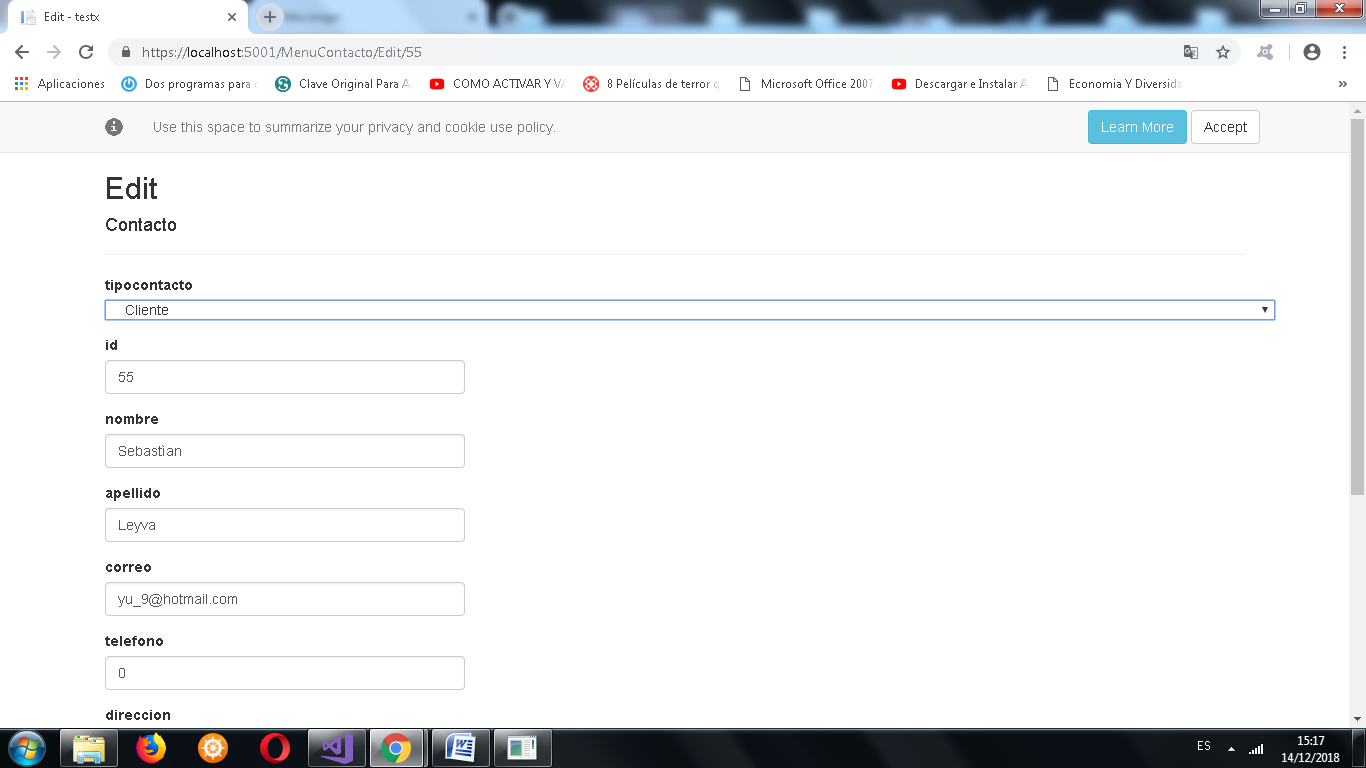 Edit - testx
https://localhost:5001/MenuContacto/Edit/55
Aplicaciones Dos programas para Clave Original Para A COMO ACTIVAR Y VA 8 Películas de terror q Microsoft Office 2007 Descargar e Instalar A Economia Y Diversida »
Use this space to summarize your privacy and cookie use policy. Learn More Accept
Edit
Contacto
tipocontacto
Cliente
id
55
nombre
Sebastìan
apellido
Leyva
correo
yu_9@hotmail.com
telefono
0
direccion
ES 15:17
14/12/2018